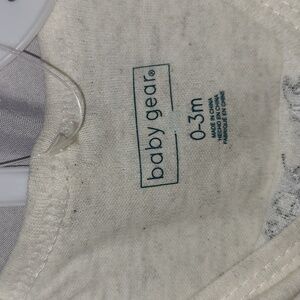 baby gear®
0-3m
MADE IN CHINA
HECHO EN CHINA
FABRIQUÉ EN CHINE